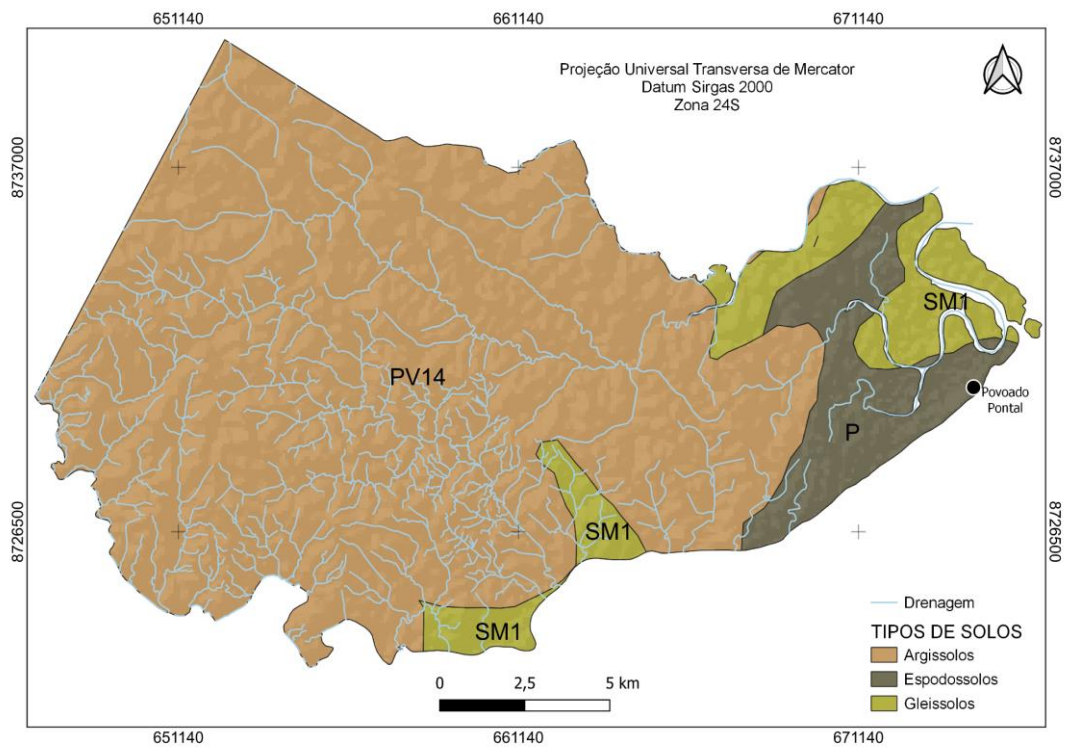 651140
661140
671140
Projeção Universal Transversa de Mercator
Datum Sirgas 2000
Zona 24S
8737000
8737000
SM1
PV14
Povoado
Pontal
P
8726500
8726500
SM1
SM1
Drenagem
TIPOS DE SOLOS
Argissolos
Espodossolos
Gleissolos
0
2,5
5 km
651140
661140
671140